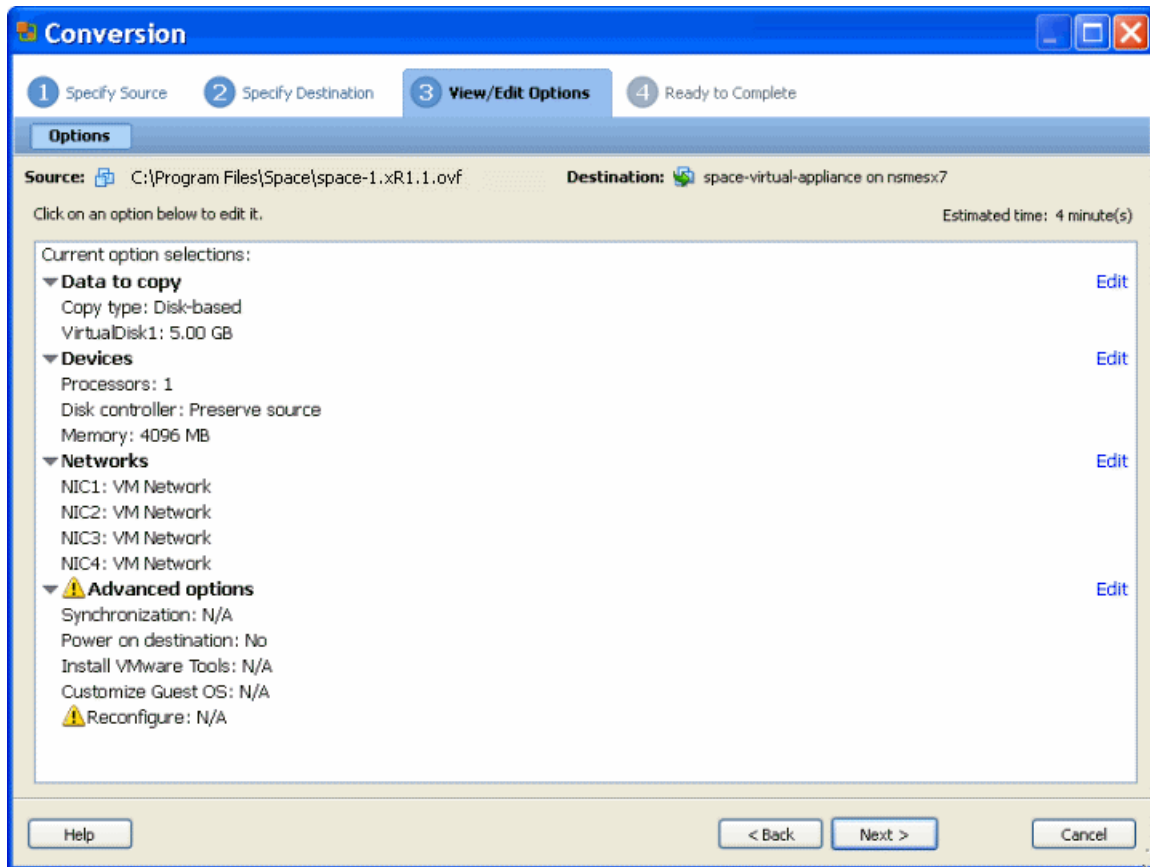 Conversion
1 Specify Source 2 Specify Destination 3 View/Edit Options 4 Ready to Complete
Options
Source: C:\Program Files\Space\space-1.xR1.1.ovf Destination: space-virtual-appliance on nsmesx7
Click on an option below to edit it. Estimated time: 4 minute(s)
Current option selections:
Data to copy Edit
Copy type: Disk-based
VirtualDisk1: 5.00 GB
Devices Edit
Processors: 1
Disk controller: Preserve source
Memory: 4096 MB
Networks Edit
NIC1: VM Network
NIC2: VM Network
NIC3: VM Network
NIC4: VM Network
Advanced options Edit
Synchronization: N/A
Power on destination: No
Install VMware Tools: N/A
Customize Guest OS: N/A
Reconfigure: N/A
Help < Back Next > Cancel